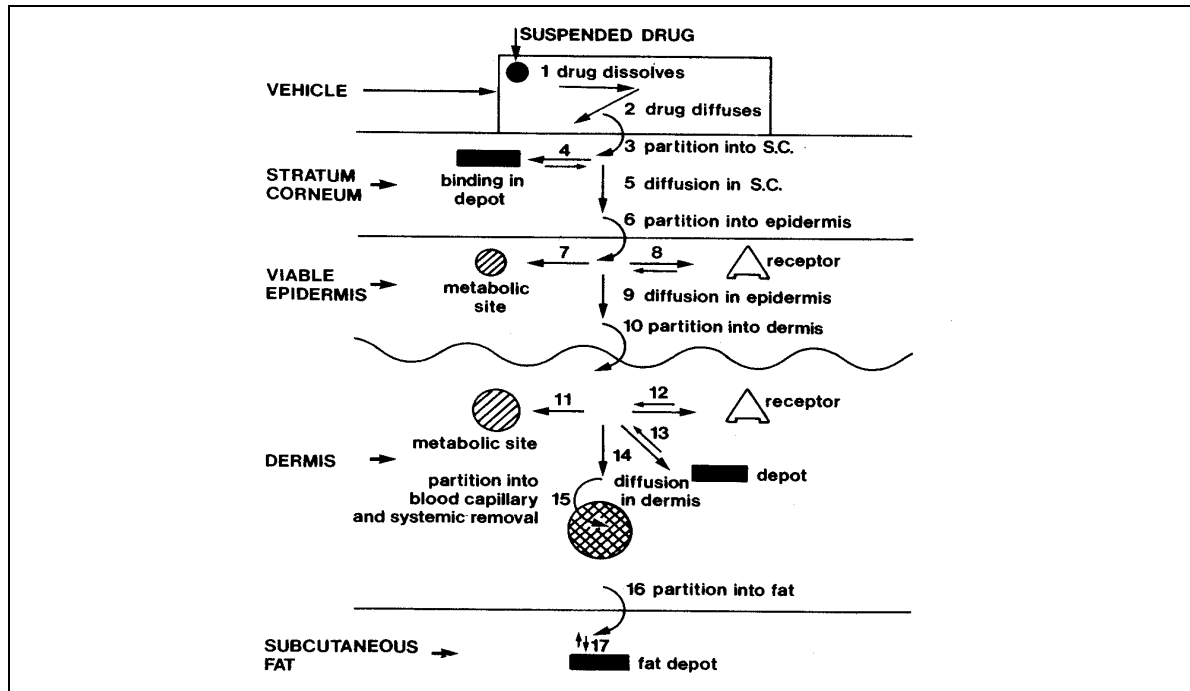 SUSPENDED DRUG
1 drug dissolves
VEHICLE
2 drug diffuses
3 partition into S.C.
4
STRATUM
CORNEUM
binding in
depot
5 diffusion in S.C.
6 partition into epidermis
7
8
receptor
VIABLE
EPIDERMIS
metabolic
site
9 diffusion in epidermis
10 partition into dermis
11
12
receptor
metabolic site
13
DERMIS
14
depot
partition into
blood capillary
and systemic removal
15
diffusion
in dermis
16 partition into fat
SUBCUTANEOUS
FAT
17
fat depot